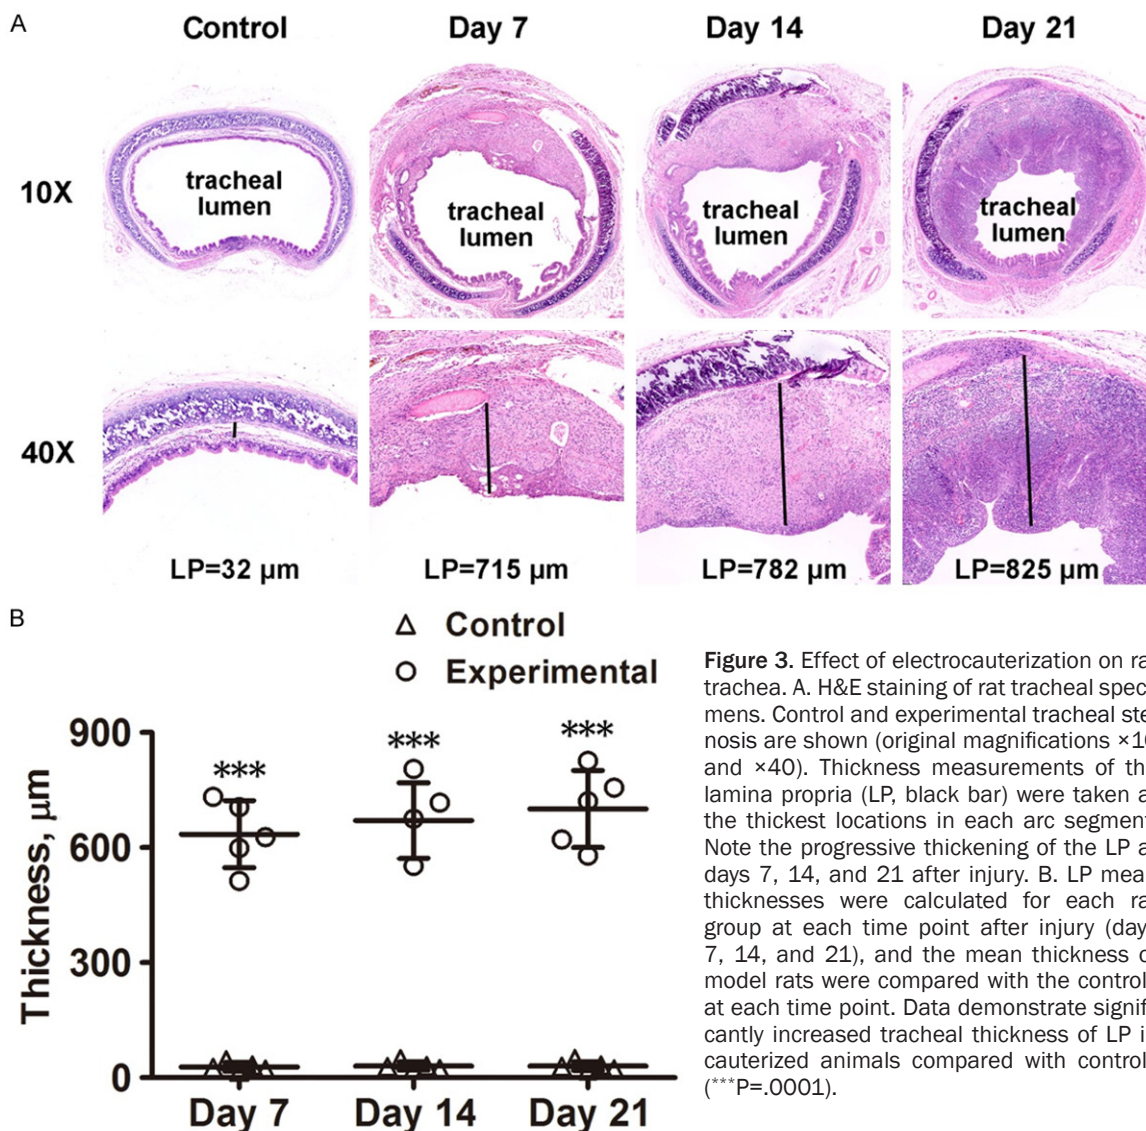 A
Control Day 7 Day 14 Day 21
10X
tracheal
lumen
tracheal
lumen
tracheal
lumen
tracheal
lumen
40X
LP=32 µm LP=715 µm LP=782 µm LP=825 µm
B
Control
Experimental
Thickness, µm
900
600
300
0
*** *** ***
Day 7 Day 14 Day 21
Figure 3. Effect of electrocauterization on ra
trachea. A. H&E staining of rat tracheal spec
mens. Control and experimental tracheal ste
nosis are shown (original magnifications ×10
and ×40). Thickness measurements of th
lamina propria (LP, black bar) were taken a
the thickest locations in each arc segment
Note the progressive thickening of the LP a
days 7, 14, and 21 after injury. B. LP mea
thicknesses were calculated for each ra
group at each time point after injury (day
7, 14, and 21), and the mean thickness o
model rats were compared with the control
at each time point. Data demonstrate signif
cantly increased tracheal thickness of LP i
cauterized animals compared with control
(***P=.0001).